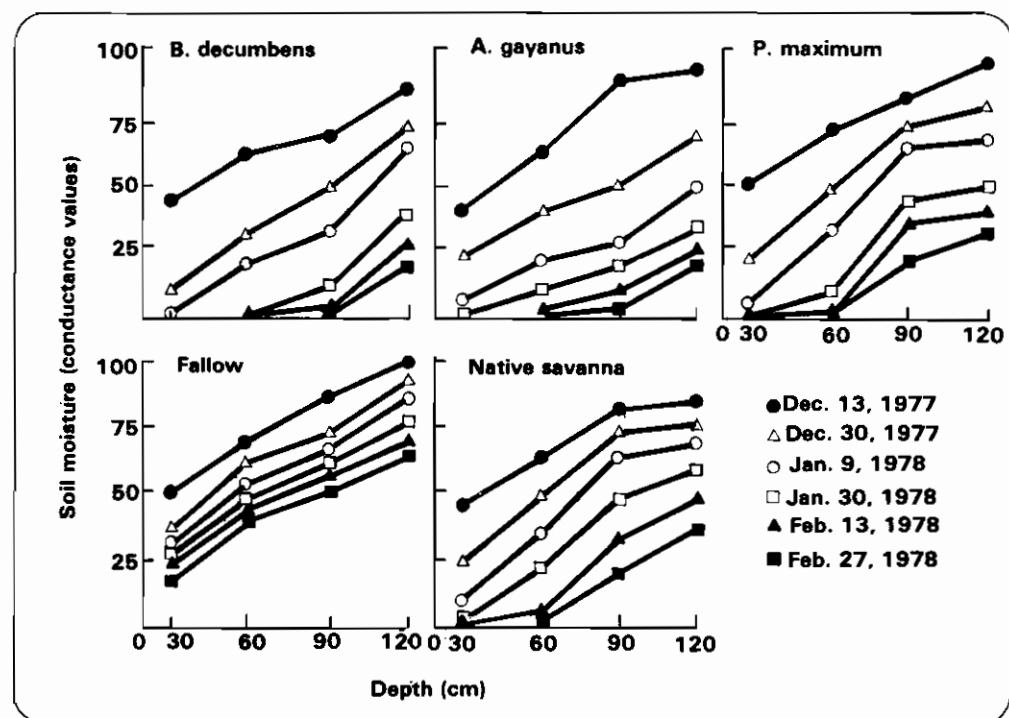 B. decumbens
A. gayanus
P. maximum
100
75
50
25
Fallow
Native savanna
100
75
50
25
0 30 60 90 120
0 30 60 90 120
0 30 60 90 120
Soil moisture (conductance values)
Depth (cm)
Dec. 13, 1977
Dec. 30, 1977
Jan. 9, 1978
Jan. 30, 1978
Feb. 13, 1978
Feb. 27, 1978